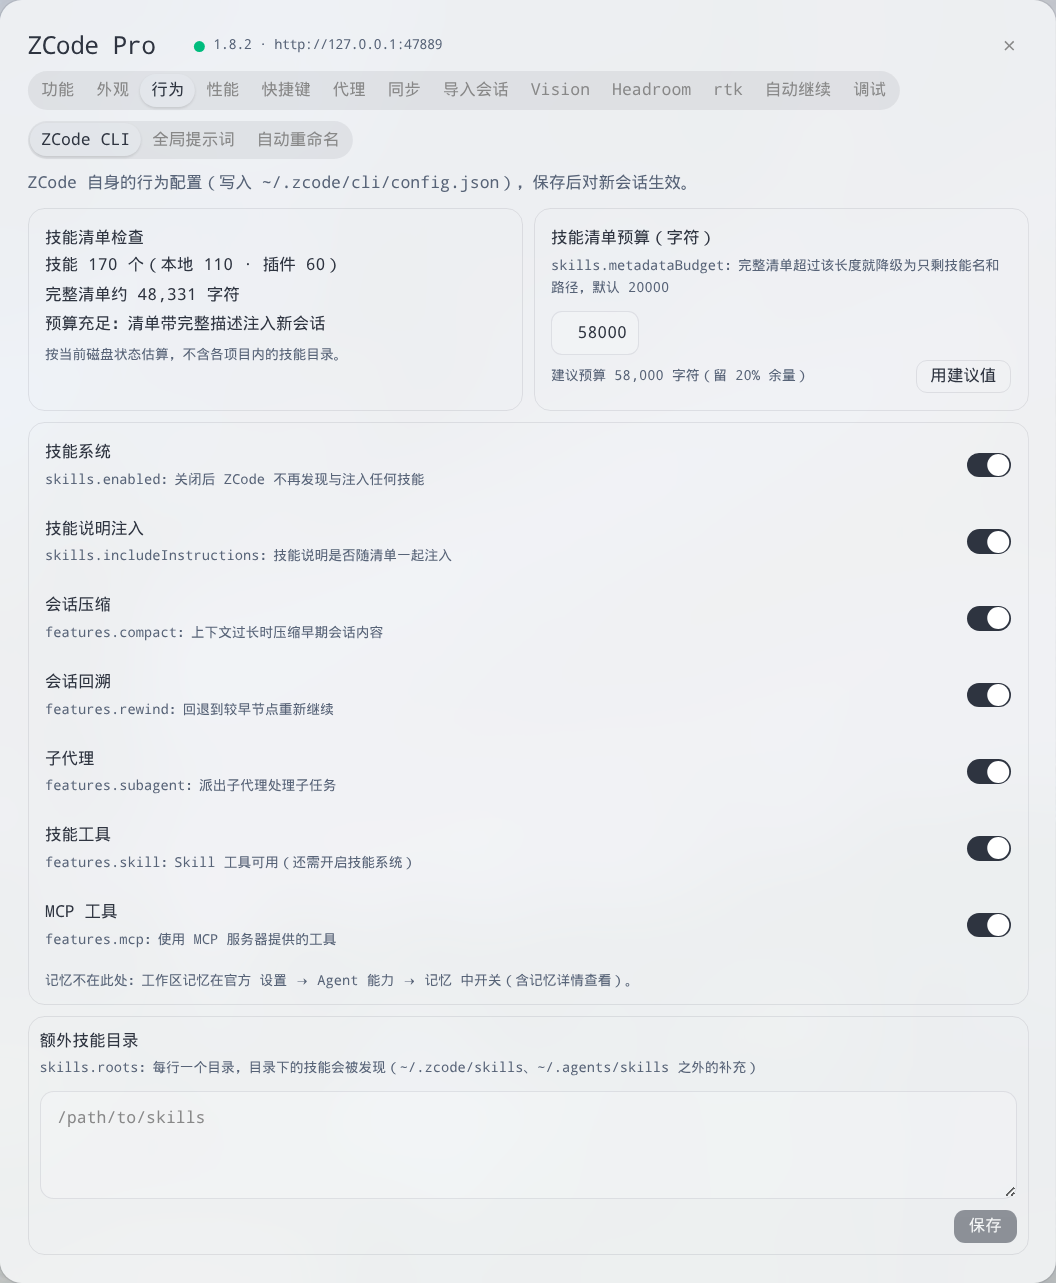 ZCode Pro
1.8.2 · http://127.0.0.1:47889
×
功能 外观 行为 性能 快捷键 代理 同步 导入会话 Vision Headroom rtk 自动继续 调试
ZCode CLI 全局提示词 自动重命名
ZCode 自身的行为配置（写入 ~/.zcode/cli/config.json），保存后对新会话生效。
技能清单检查
技能 170 个（本地 110 · 插件 60）
完整清单约 48,331 字符
预算充足: 清单带完整描述注入新会话
按当前磁盘状态估算，不含各项目内的技能目录。
技能清单预算（字符）
skills.metadataBudget: 完整清单超过该长度就降级为只剩技能名和
路径，默认 20000
58000
建议预算 58,000 字符（留 20% 余量）
用建议值
技能系统
skills.enabled: 关闭后 ZCode 不再发现与注入任何技能
技能说明注入
skills.includeInstructions: 技能说明是否随清单一起注入
会话压缩
features.compact: 上下文过长时压缩早期会话内容
会话回溯
features.rewind: 回退到较早节点重新继续
子代理
features.subagent: 派出子代理处理子任务
技能工具
features.skill: Skill 工具可用（还需开启技能系统）
MCP 工具
features.mcp: 使用 MCP 服务器提供的工具
记忆不在此处: 工作区记忆在官方 设置 → Agent 能力 → 记忆 中开关（含记忆详情查看）。
额外技能目录
skills.roots: 每行一个目录，目录下的技能会被发现（~/.zcode/skills、~/.agents/skills 之外的补充）
/path/to/skills
保存